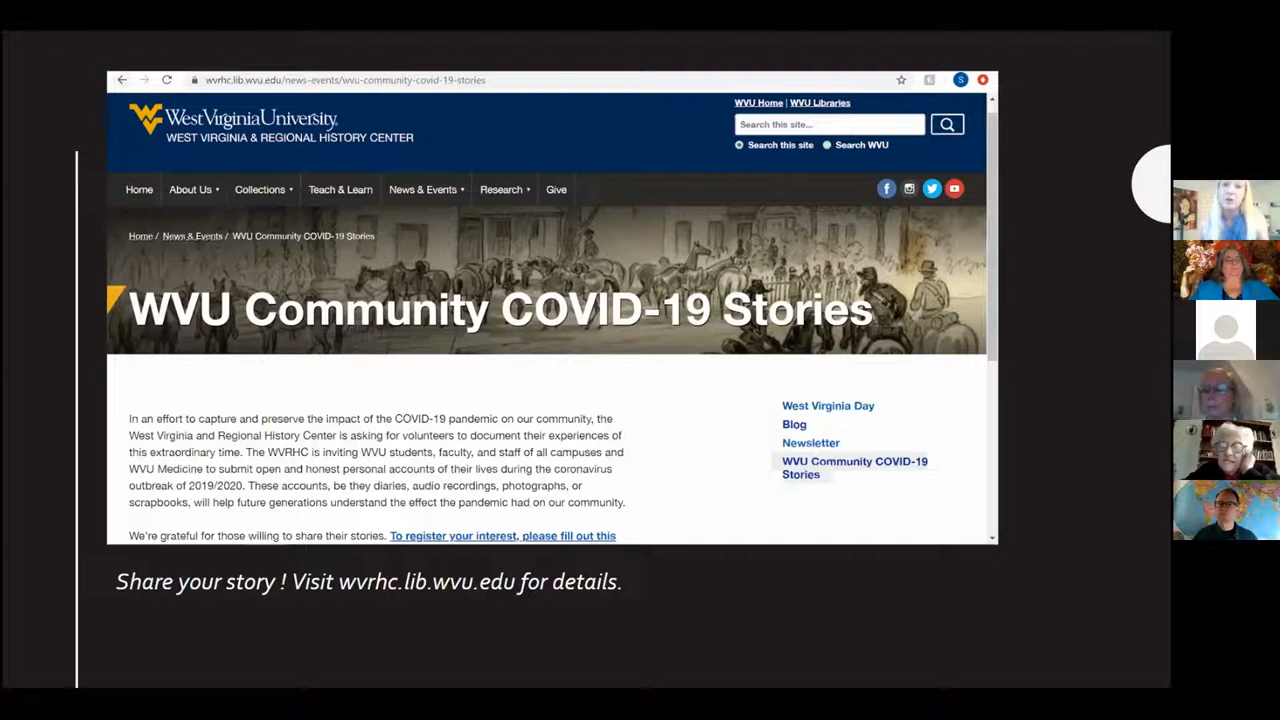 wvrhc.lib.wvu.edu/news-events/wvu-community-covid-19-stories
S
WVU Home | WVU Libraries
WestVirginiaUniversity.
WEST VIRGINIA & REGIONAL HISTORY CENTER
Search this site...
Search this site Search WVU
Home About Us Collections Teach & Learn News & Events Research Give
Home / News & Events / WVU Community COVID-19 Stories
WVU Community COVID-19 Stories
In an effort to capture and preserve the impact of the COVID-19 pandemic on our community, the
West Virginia and Regional History Center is asking for volunteers to document their experiences of
this extraordinary time. The WVRHC is inviting WVU students, faculty, and staff of all campuses and
WVU Medicine to submit open and honest personal accounts of their lives during the coronavirus
outbreak of 2019/2020. These accounts, be they diaries, audio recordings, photographs, or
scrapbooks, will help future generations understand the effect the pandemic had on our community.
We're grateful for those willing to share their stories. To register your interest, please fill out this
West Virginia Day
Blog
Newsletter
WVU Community COVID-19
Stories
Share your story ! Visit wvrhc.lib.wvu.edu for details.